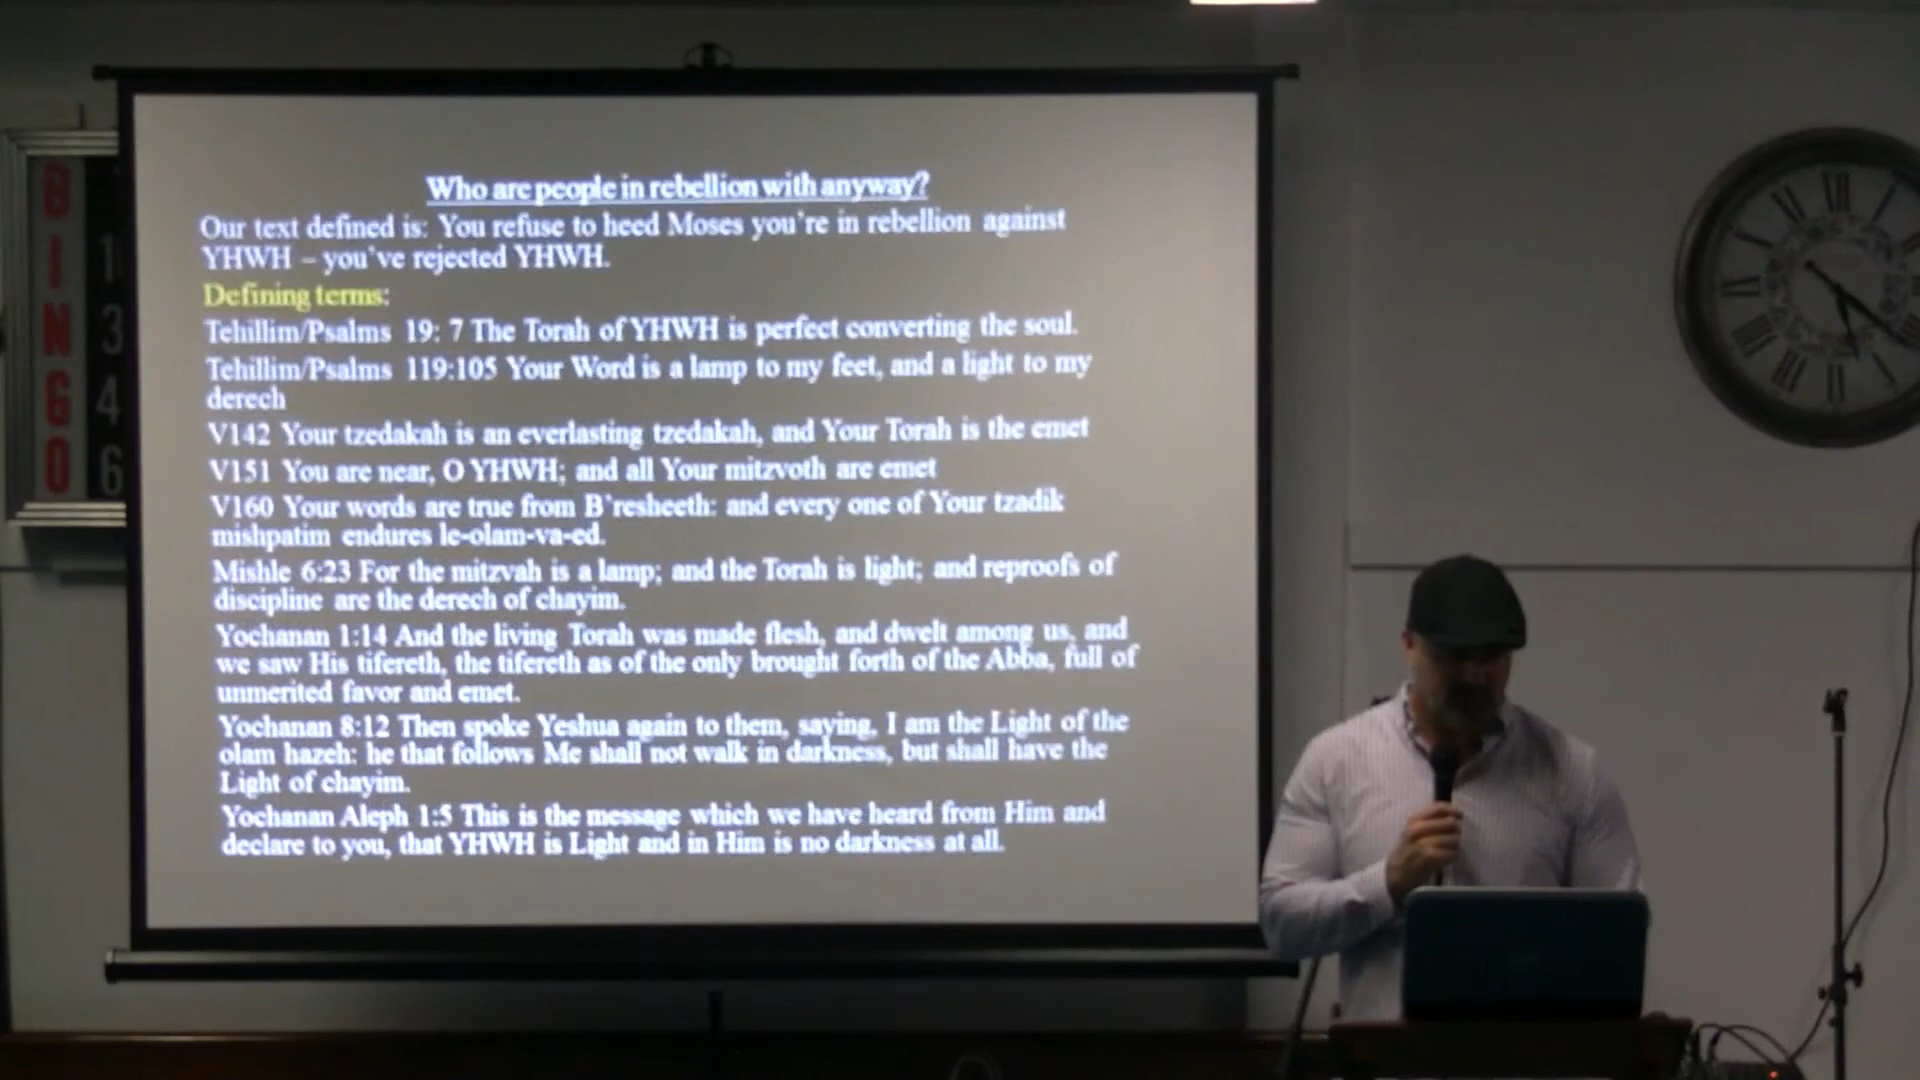 Who are people in rebellion with anyway?
Our text defined is: You refuse to heed Moses you're in rebellion against
YHWH – you've rejected YHWH.
Defining terms:
Tehillim/Psalms 19: 7 The Torah of YHWH is perfect converting the soul.
Tehillim/Psalms 119:105 Your Word is a lamp to my feet, and a light to my
derech
V142 Your tzedakah is an everlasting tzedakah, and Your Torah is the emet
V151 You are near, O YHWH; and all Your mitzvoth are emet
V160 Your words are true from B'resheeth: and every one of Your tzadik
mishpatim endures le-olam-va-ed.
Mishle 6:23 For the mitzvah is a lamp; and the Torah is light; and reproofs of
discipline are the derech of chayim.
Yochanan 1:14 And the living Torah was made flesh, and dwelt among us, and
we saw His tifereth, the tifereth as of the only brought forth of the Abba, full of
unmerited favor and emet.
Yochanan 8:12 Then spoke Yeshua again to them, saying, I am the Light of the
olam hazeh: he that follows Me shall not walk in darkness, but shall have the
Light of chayim.
Yochanan Aleph 1:5 This is the message which we have heard from Him and
declare to you, that YHWH is Light and in Him is no darkness at all.
B
I 1
N 3
G 4
O 6